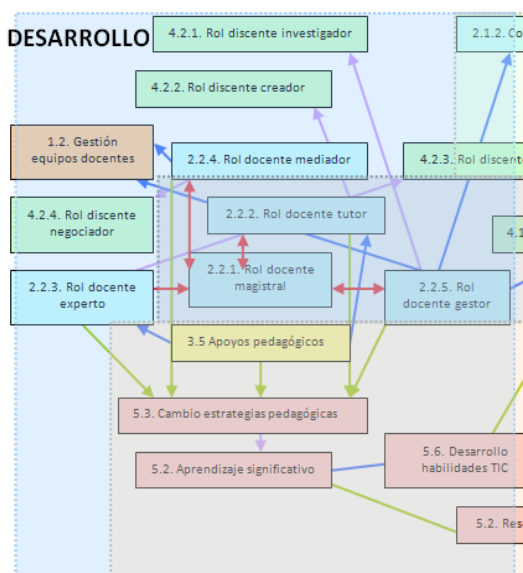 DESARROLLO
4.2.1. Rol discente investigador
2.1.2. Co
4.2.2. Rol discente creador
1.2. Gestión
equipos docentes
2.2.4. Rol docente mediador
4.2.3. Rol discente
4.2.4. Rol discente
negociador
2.2.2. Rol docente tutor
4.1
2.2.3. Rol docente
experto
2.2.1. Rol docente
magistral
2.2.5. Rol
docente gestor
3.5 Apoyos pedagógicos
5.3. Cambio estrategias pedagógicas
5.2. Aprendizaje significativo
5.6. Desarrollo
habilidades TIC
5.2. Res